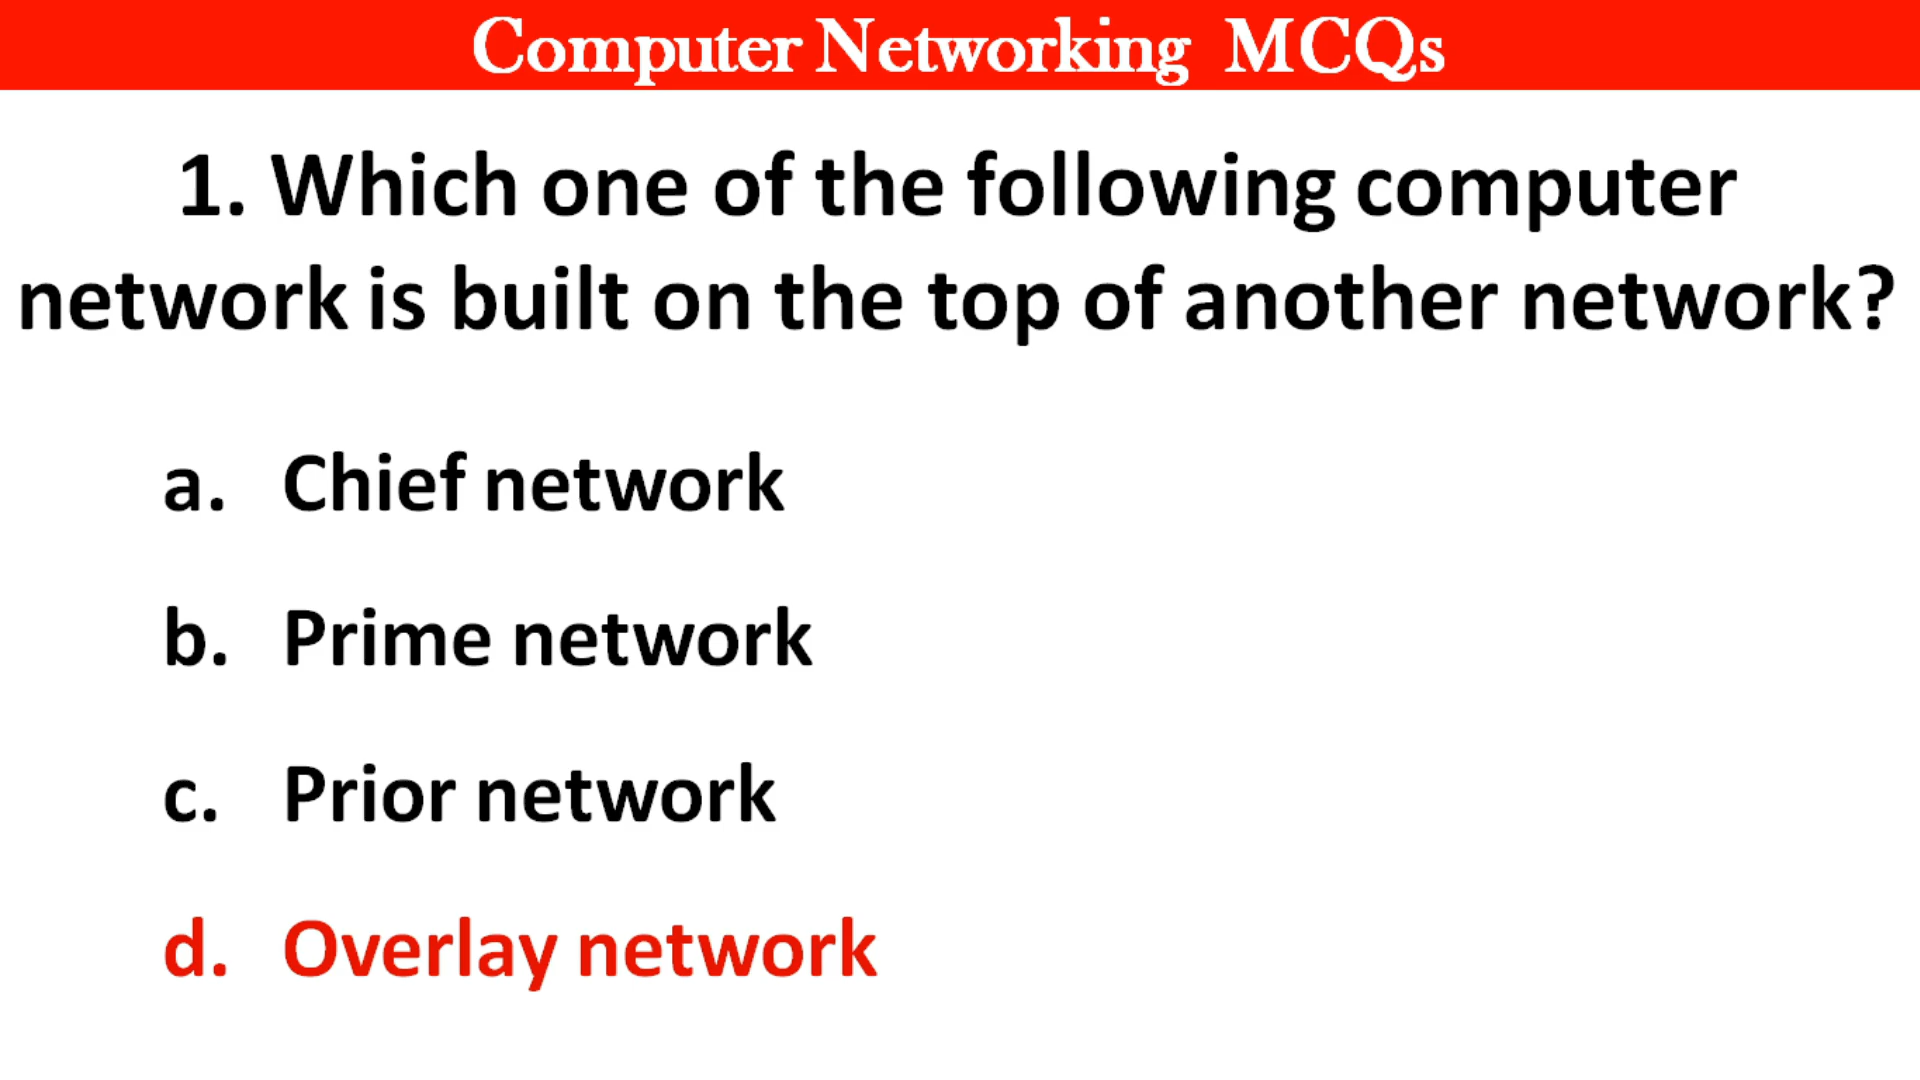 Computer Networking MCQs
1. Which one of the following computer
network is built on the top of another network?
a. Chief network
b. Prime network
c. Prior network
d. Overlay network